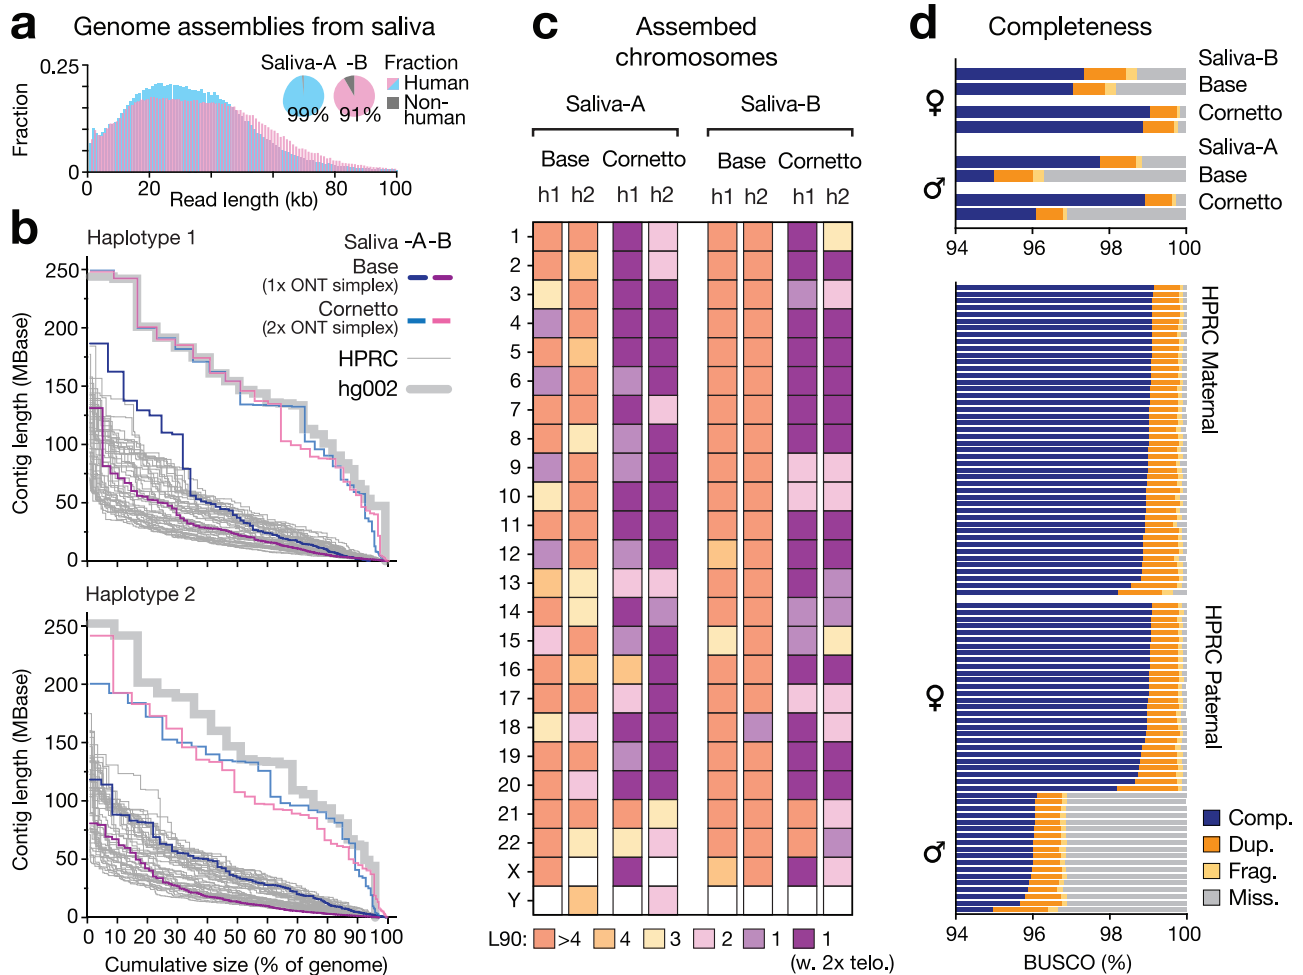 a Genome assemblies from saliva
0.25
0
Fraction
Saliva-A -B
99% 91%
Fraction
Human
Non-
human
0 20 40 60 80 100
Read length (kb)
b
Haplotype 1
Saliva -A -B
Base
(1x ONT simplex)
Cornetto
(2x ONT simplex)
HPRC
hg002
250
200
150
100
50
0
Contig length (MBase)
Haplotype 2
250
200
150
100
50
0
Contig length (MBase)
0 10 20 30 40 50 60 70 80 90 100
Cumulative size (% of genome)
c Assembed
chromosomes
Saliva-A Saliva-B
Base Cornetto Base Cornetto
h1 h2 h1 h2 h1 h2 h1 h2
1
2
3
4
5
6
7
8
9
10
11
12
13
14
15
16
17
18
19
20
21
22
X
Y
L90: >4 4 3 2 1 1
(w. 2x telo.)
d Completeness
♀
♂
Saliva-B
Base
Cornetto
Saliva-A
Base
Cornetto
94 96 98 100
HPRC Maternal
HPRC Paternal
♀
♂
Comp.
Dup.
Frag.
Miss.
94 96 98 100
BUSCO (%)